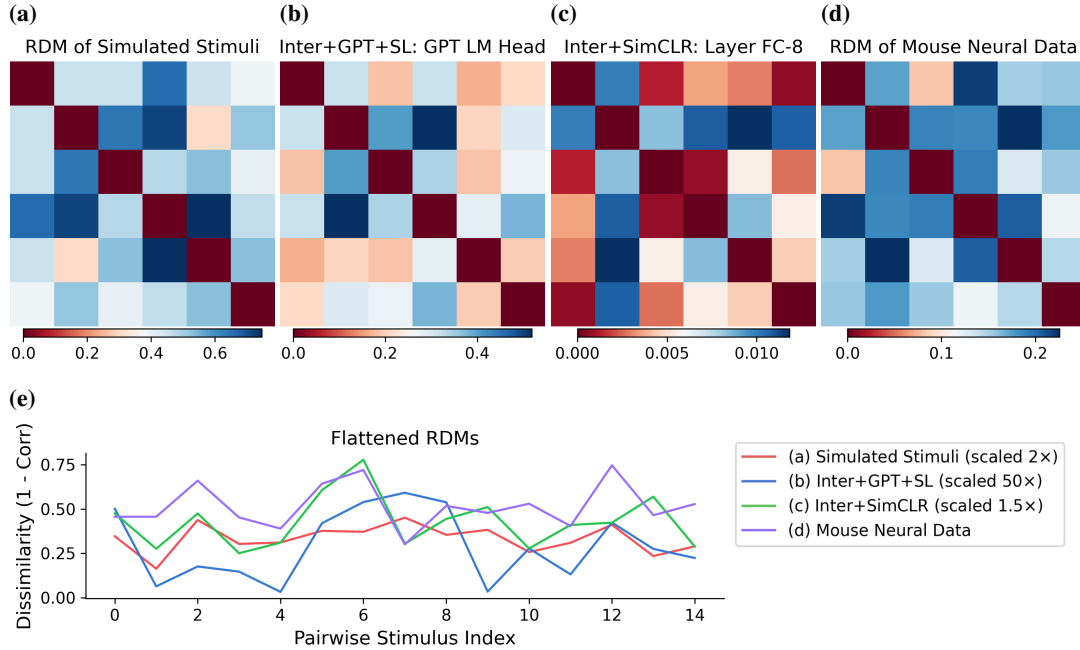 (a)
(b)
(c)
(d)
RDM of Simulated Stimuli
Inter+GPT+SL: GPT LM Head
Inter+SimCLR: Layer FC-8
RDM of Mouse Neural Data
0.0 0.2 0.4 0.6
0.0 0.2 0.4
0.000 0.005 0.010
0.0 0.1 0.2
(e)
Flattened RDMs
Dissimilarity (1 - Corr)
0.75
0.50
0.25
0.00
0 2 4 6 8 10 12 14
Pairwise Stimulus Index
(a) Simulated Stimuli (scaled 2×)
(b) Inter+GPT+SL (scaled 50×)
(c) Inter+SimCLR (scaled 1.5×)
(d) Mouse Neural Data